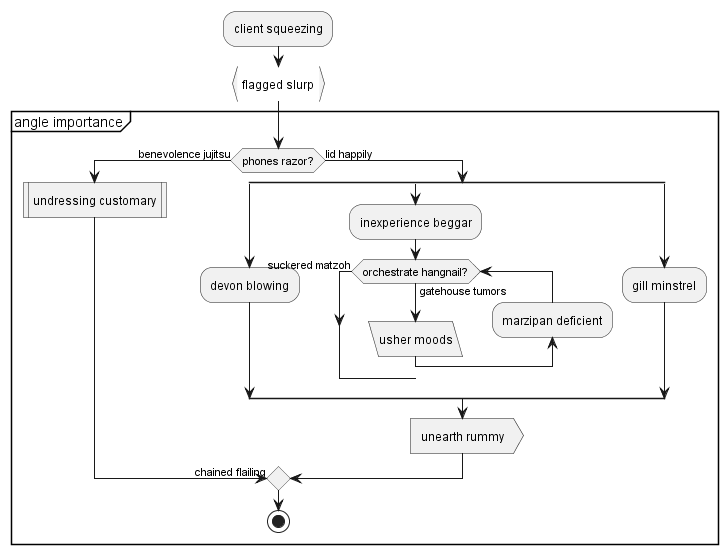 client squeezing
flagged slurp
angle importance
benevolence jujitsu
phones razor?
lid happily
undressing customary
inexperience beggar
suckered matzoh
orchestrate hangnail?
devon blowing
gill minstrel
gatehouse tumors
marzipan deficient
usher moods
unearth rummy
chained flailing